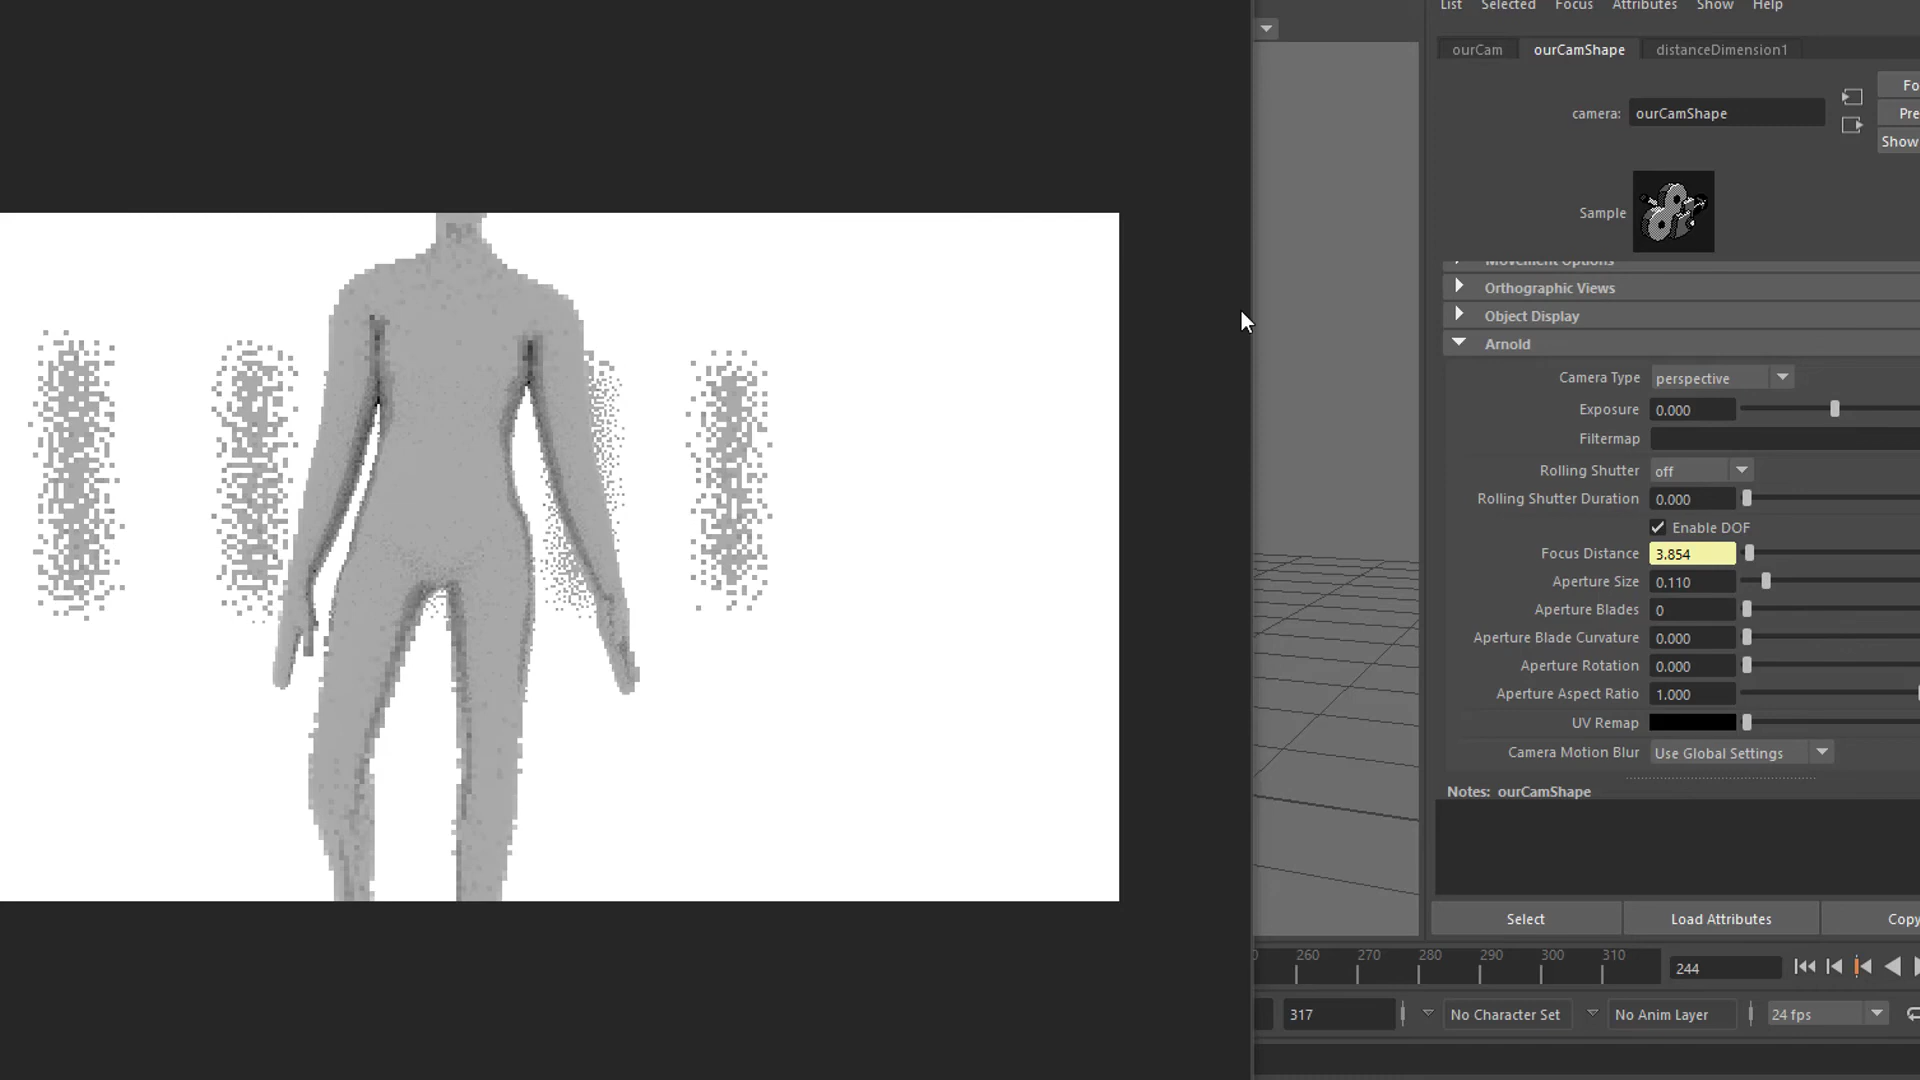 List Selected Focus Attributes Show Help
ourCam ourCamShape distanceDimension1
Fo
camera: ourCamShape
Pre
Show
Sample
Movement Options
Orthographic Views
Object Display
Arnold
Camera Type perspective
Exposure 0.000
Filtermap
Rolling Shutter off
Rolling Shutter Duration 0.000
Enable DOF
Focus Distance 3.854
Aperture Size 0.110
Aperture Blades 0
Aperture Blade Curvature 0.000
Aperture Rotation 0.000
Aperture Aspect Ratio 1.000
UV Remap
Camera Motion Blur Use Global Settings
Notes: ourCamShape
Select Load Attributes Copy
260 270 280 290 300 310 244
317 No Character Set No Anim Layer 24 fps